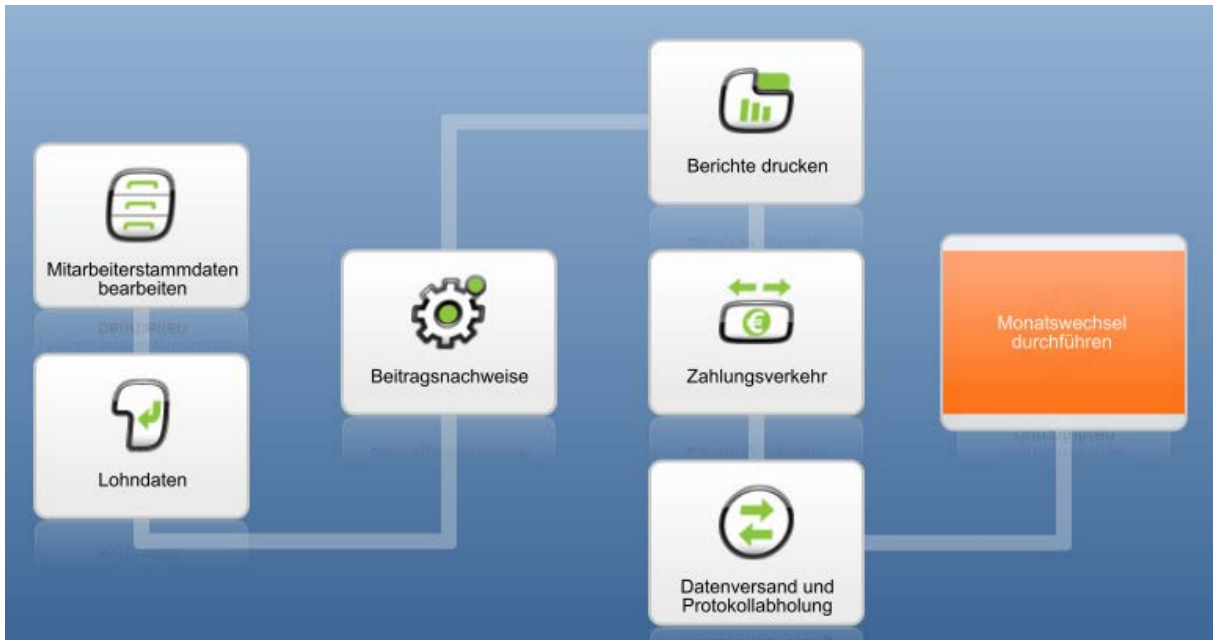 Mitarbeiterstammdaten
bearbeiten
Lohndaten
Beitragsnachweise
Berichte drucken
Zahlungsverkehr
Datenversand und
Protokollabholung
Monatswechsel
durchführen